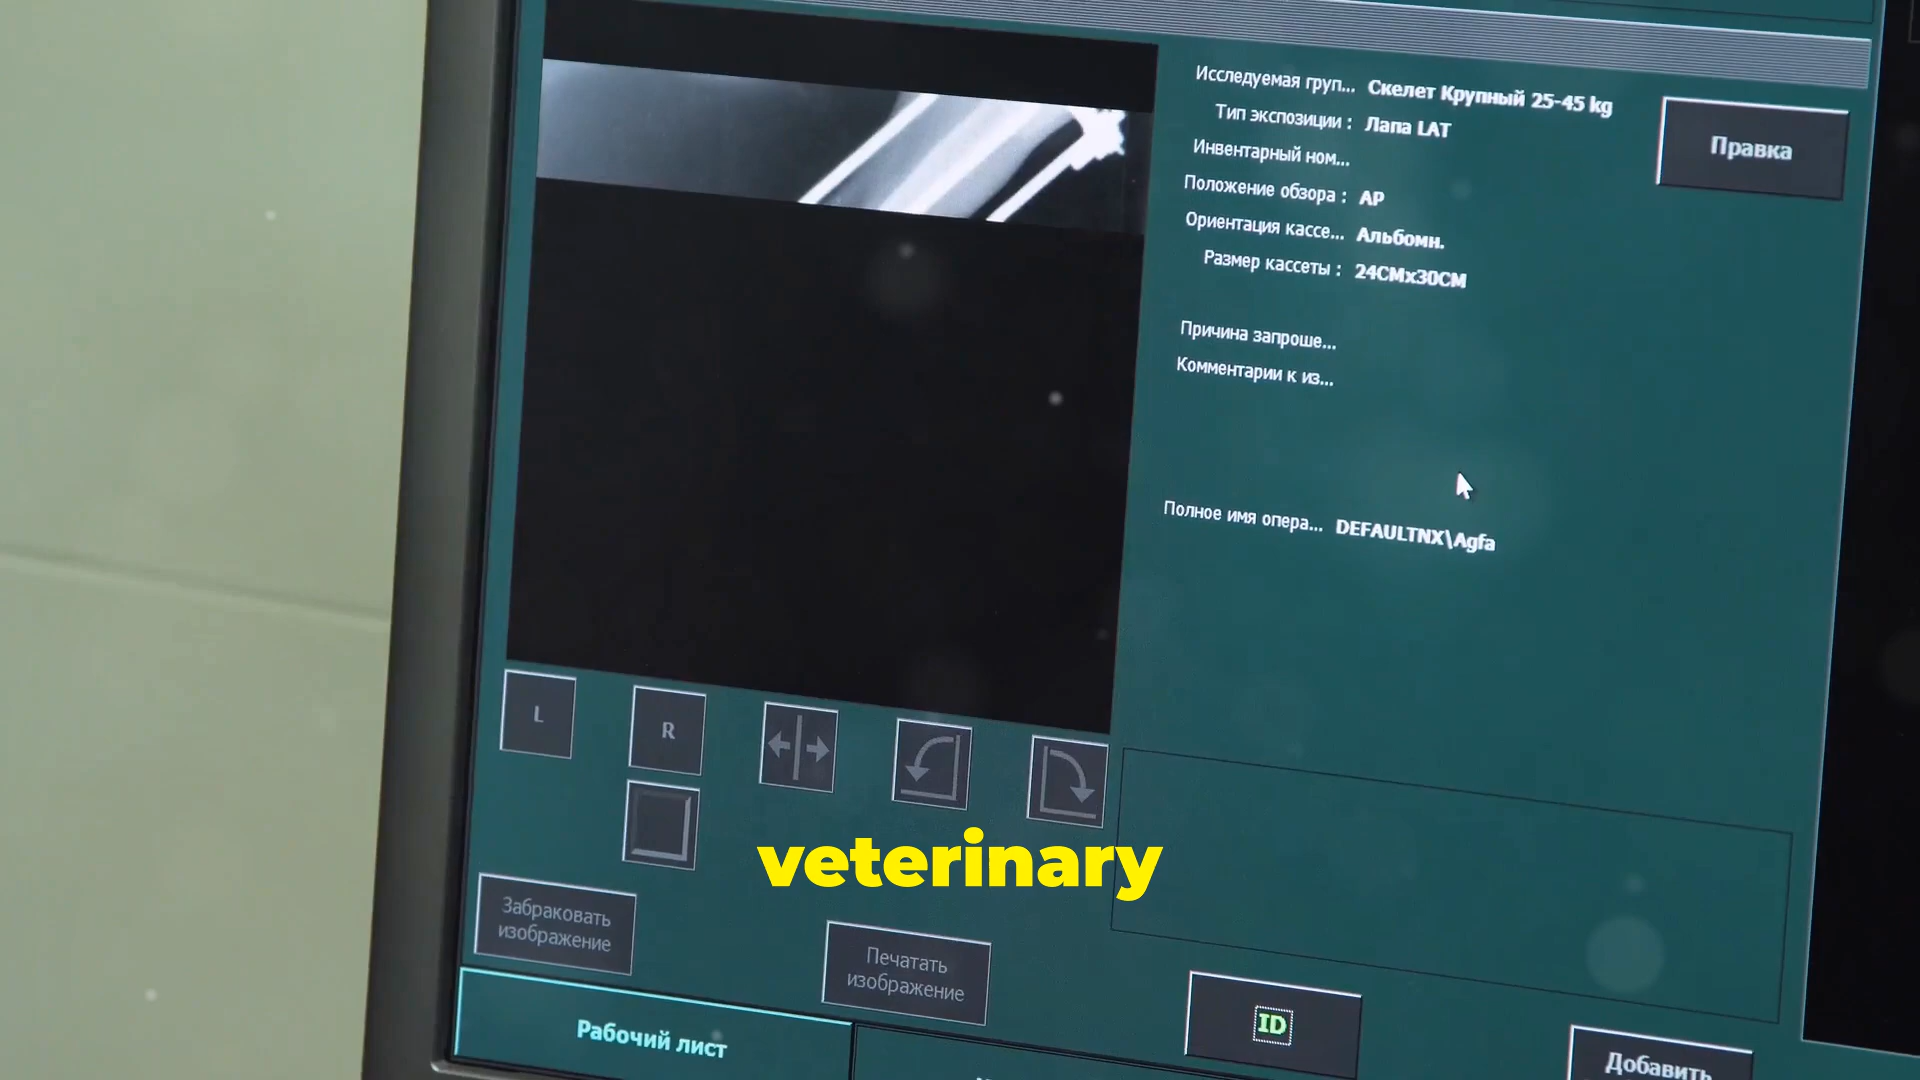 Исследуемая груп... Скелет Крупный 25-45 kg
Тип экспозиции : Лапа LAT
Инвентарный ном...
Положение обзора : AP
Ориентация кассе... Альбомн.
Размер кассеты : 24CMx30CM
Причина запроше...
Комментарии к из...
Полное имя опера... DEFAULTNX\Agfa
Правка
L
R
veterinary
Забраковать
изображение
Печатать
изображение
ID
Рабочий лист
Добавить